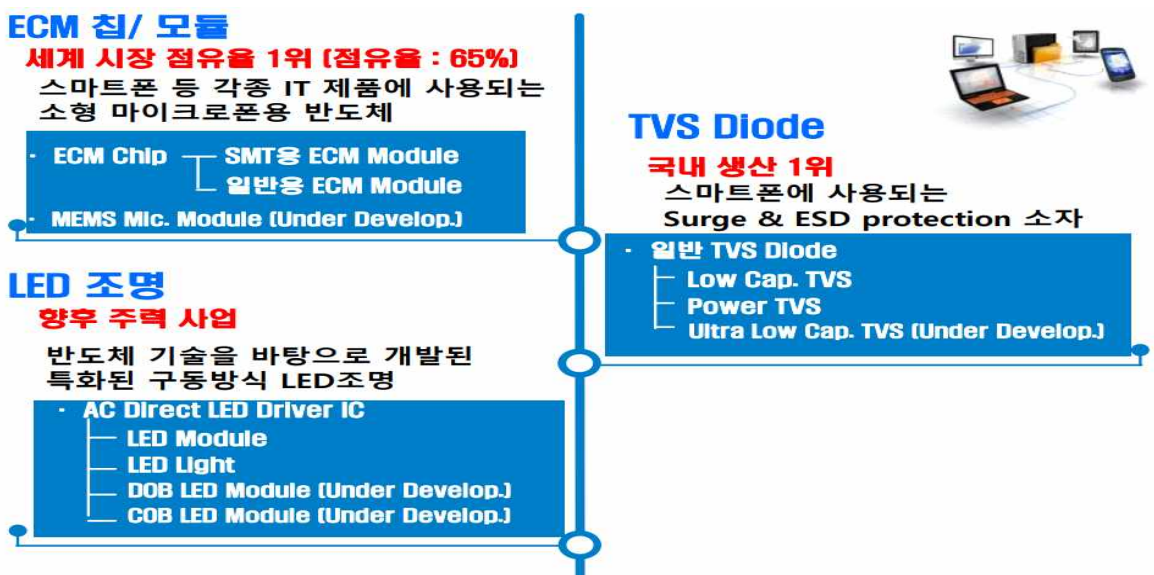 ECM 칩/ 모듈
세계 시장 점유율 1위 (점유율 : 65%)
스마트폰 등 각종 IT 제품에 사용되는
소형 마이크로폰용 반도체
· ECM Chip
SMT용 ECM Module
일반용 ECM Module
· MEMS Mic. Module (Under Develop.)
TVS Diode
국내 생산 1위
스마트폰에 사용되는
Surge & ESD protection 소자
· 일반 TVS Diode
Low Cap. TVS
Power TVS
Ultra Low Cap. TVS (Under Develop.)
LED 조명
향후 주력 사업
반도체 기술을 바탕으로 개발된
특화된 구동방식 LED조명
· AC Direct LED Driver IC
LED Module
LED Light
DOB LED Module (Under Develop.)
COB LED Module (Under Develop.)